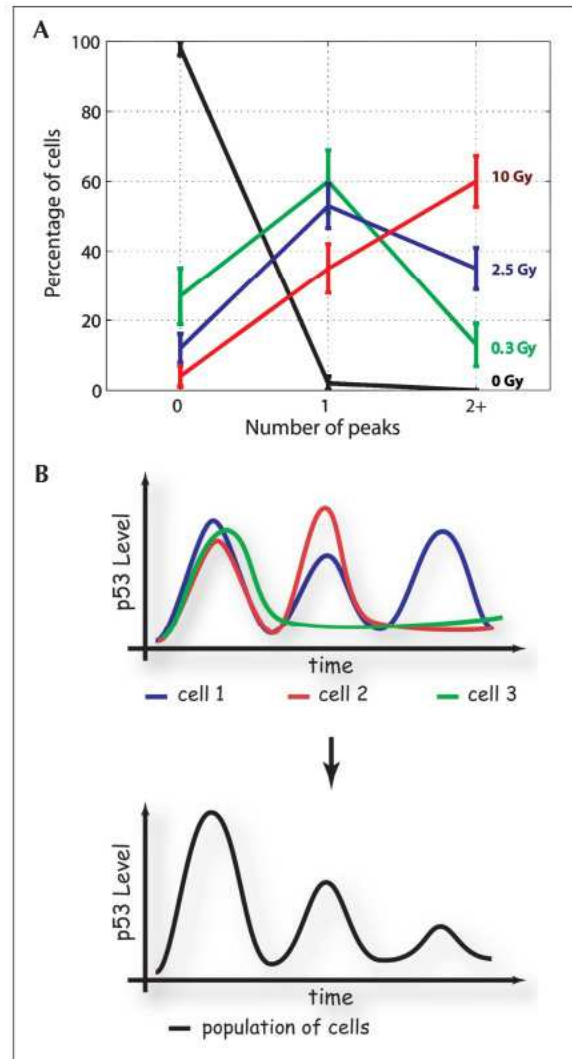 A
100
80
60
40
20
0
Percentage of cells
10 Gy
2.5 Gy
0.3 Gy
0 Gy
0 1 2+
Number of peaks
B
p53 Level
time
cell 1 cell 2 cell 3
p53 Level
time
population of cells